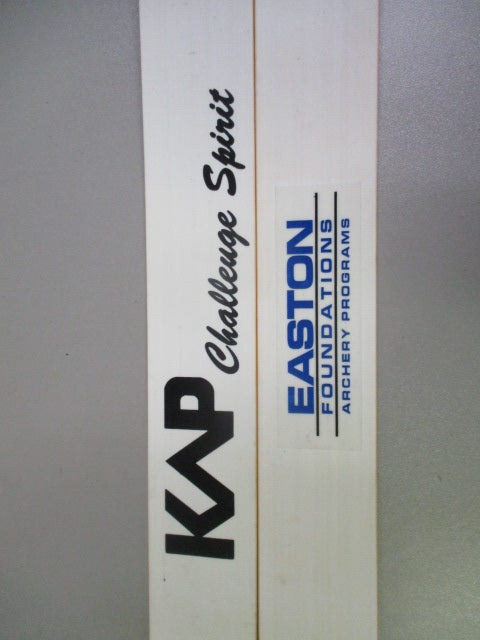 KAP
Challenge Spirit
EASTON
FOUNDATIONS
ARCHERY PROGRAMS